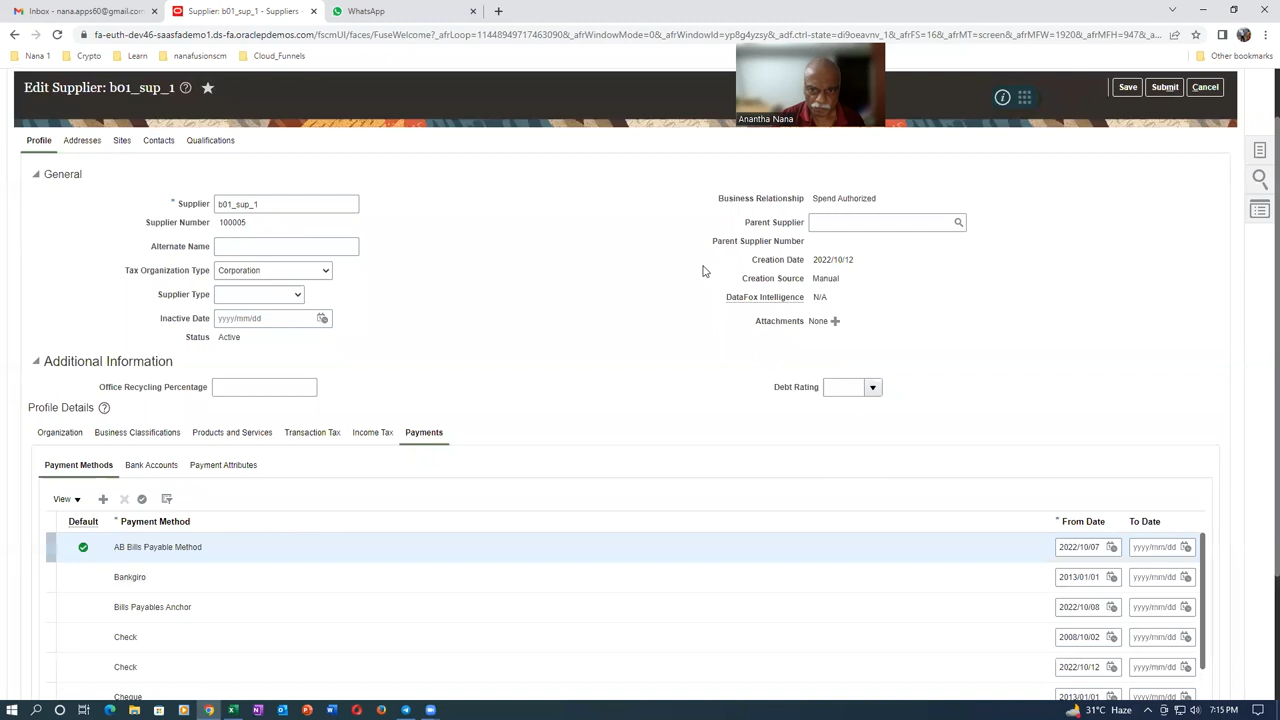 Inbox - nana.apps60@gmail.com
Supplier: b01_sup_1 - Suppliers -
WhatsApp
fa-euth-dev46-saasfademo1.ds-fa.oraclepdemos.com/fscmUI/faces/FuseWelcome?_afrLoop=11448949717463090&_afrWindowMode=0&_afrWindowId=yp8g4yzsy&_adf.ctrl-state=di9oeavnv_1&_afrFS=16&_afrMT=screen&_afrMFW=1920&_afrMFH=947&_a...
Nana 1 Crypto Learn nanafusionscm Crypto_Funnels Other bookmarks
Edit Supplier: b01_sup_1
Save Submit Cancel
Anantha Nana
Profile Addresses Sites Contacts Qualifications
General
* Supplier b01_sup_1
Supplier Number 100005
Alternate Name
Tax Organization Type Corporation
Supplier Type
Inactive Date yyyy/mm/dd
Status Active
Business Relationship Spend Authorized
Parent Supplier
Parent Supplier Number
Creation Date 2022/10/12
Creation Source Manual
DataFox Intelligence N/A
Attachments None
Additional Information
Office Recycling Percentage
Debt Rating
Profile Details
Organization Business Classifications Products and Services Transaction Tax Income Tax Payments
Payment Methods Bank Accounts Payment Attributes
View
Default * Payment Method * From Date To Date
AB Bills Payable Method 2022/10/07 yyyy/mm/dd
Bankgiro 2013/01/01 yyyy/mm/dd
Bills Payables Anchor 2022/10/08 yyyy/mm/dd
Check 2008/10/02 yyyy/mm/dd
Check 2022/10/12 yyyy/mm/dd
Cheque 2013/01/01 yyyy/mm/dd
31°C Haze 7:15 PM